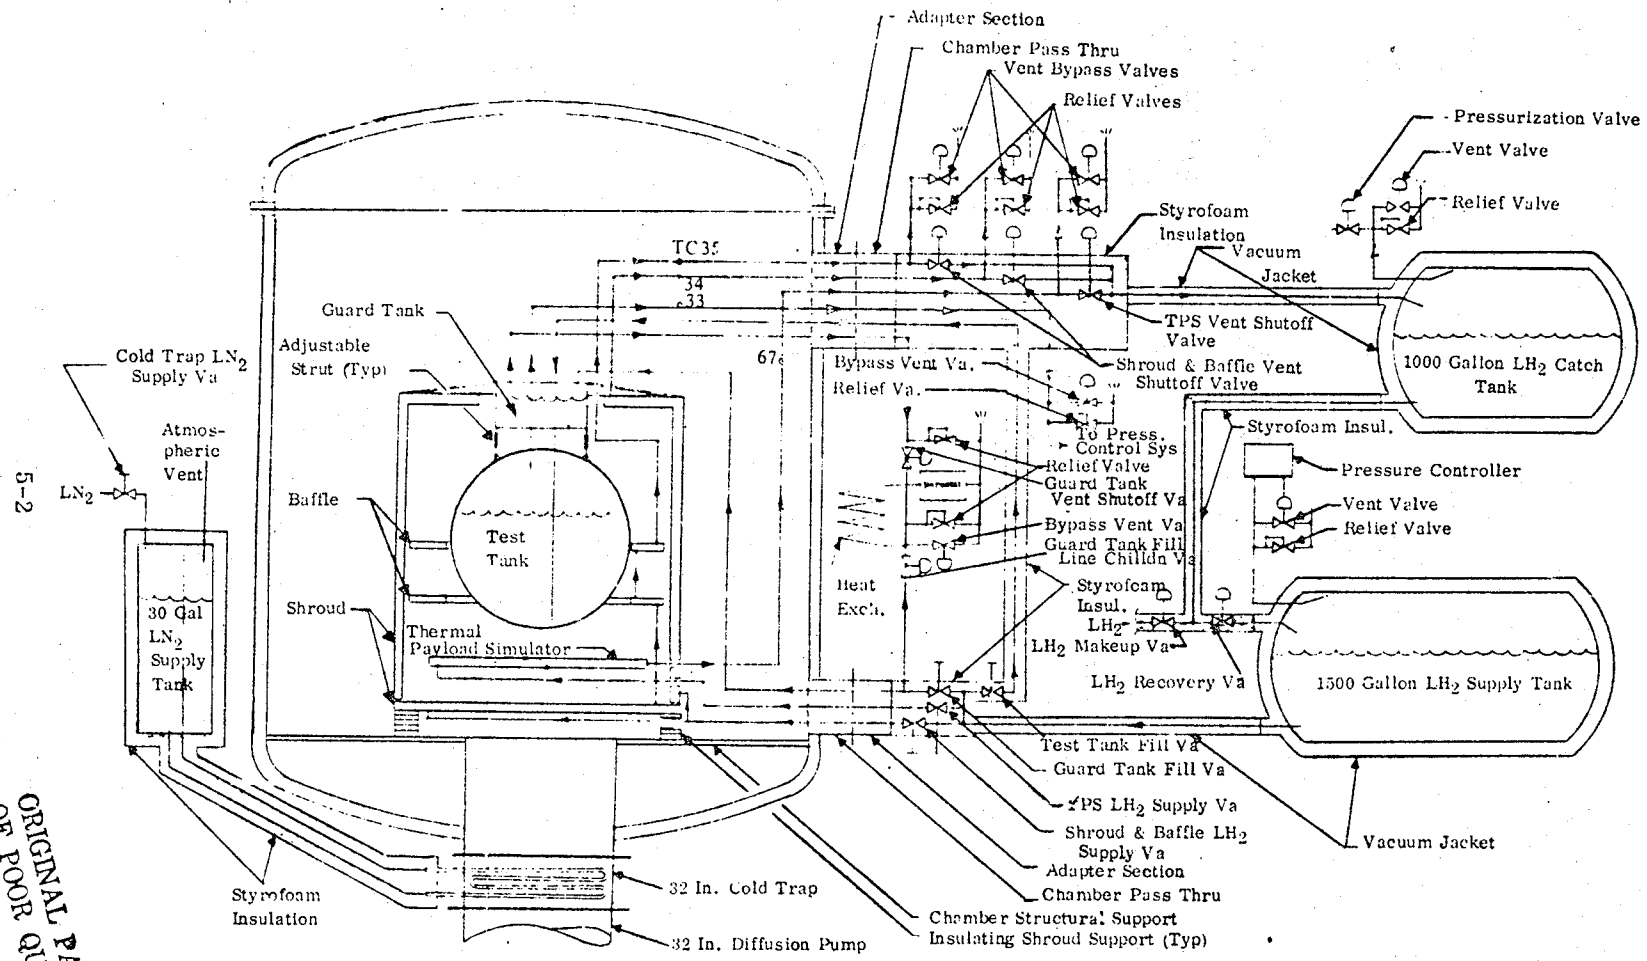 Adapter Section
Chamber Pass Thru
Vent Bypass Valves
Relief Valves
- Pressurization Valve
Vent Valve
Relief Valve
Styrofoam
Insulation
Vacuum
Jacket
TC35
34
33
67
Guard Tank
Adjustable
Strut (Typ)
Cold Trap LN2
Supply Va
Atmos-
pheric
Vent
LN2
Baffle
Test
Tank
Shroud
Thermal
Payload Simulator
30 Gal
LN2
Supply
Tank
TPS Vent Shutoff
Valve
Shroud & Baffle Vent
Shuttoff Valve
Bypass Vent Va.
Relief Va.
To Press.
Control Sys
Relief Valve
Guard Tank
Vent Shutoff Va
Bypass Vent Va
Guard Tank Fill
Line Chilldn Va
Heat
Exch.
Styrofoam
Insul.
LH2
LH2 Makeup Va
LH2 Recovery Va
1000 Gallon LH2 Catch
Tank
Styrofoam Insul.
Pressure Controller
Vent Valve
Relief Valve
1500 Gallon LH2 Supply Tank
Test Tank Fill Va
Guard Tank Fill Va
TPS LH2 Supply Va
Shroud & Baffle LH2
Supply Va
Adapter Section
Chamber Pass Thru
Chamber Structural Support
Insulating Shroud Support (Typ)
Vacuum Jacket
32 In. Cold Trap
32 In. Diffusion Pump
Styrofoam
Insulation
5-2
ORIGINAL
OF POOR